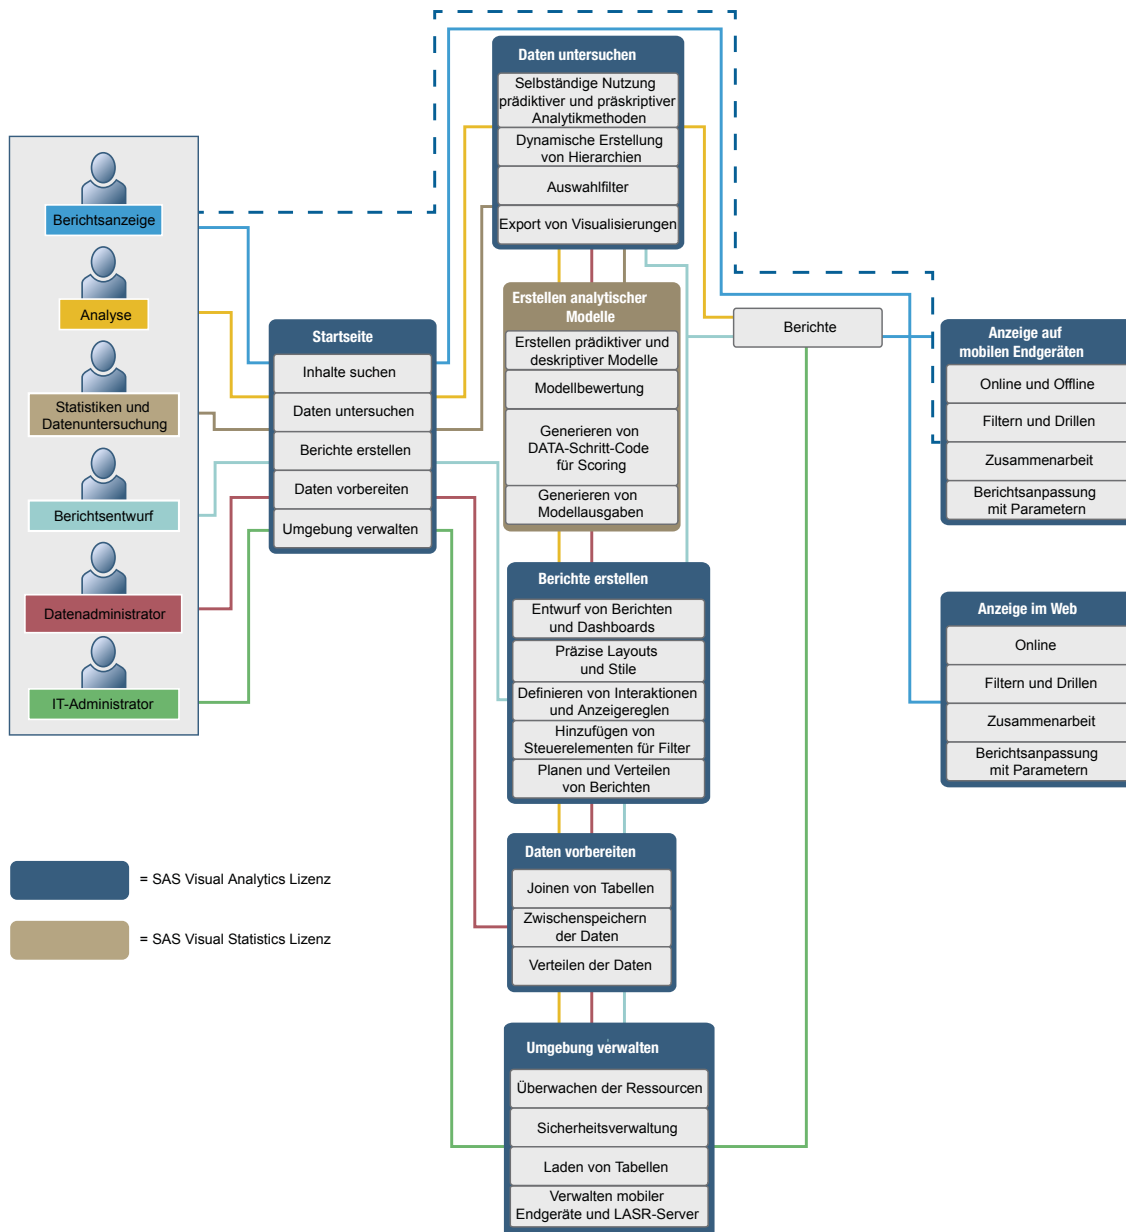 Berichtsanzeige
Analyse
Statistiken und
Datenuntersuchung
Berichtsentwurf
Datenadministrator
IT-Administrator
Startseite
Inhalte suchen
Daten untersuchen
Berichte erstellen
Daten vorbereiten
Umgebung verwalten
Daten untersuchen
Selbständige Nutzung
prädiktiver und präskriptiver
Analytikmethoden
Dynamische Erstellung
von Hierarchien
Auswahlfilter
Export von Visualisierungen
Erstellen analytischer
Modelle
Erstellen prädiktiver und
deskriptiver Modelle
Modellbewertung
Generieren von
DATA-Schritt-Code
für Scoring
Generieren von
Modellausgaben
Berichte erstellen
Entwurf von Berichten
und Dashboards
Präzise Layouts
und Stile
Definieren von Interaktionen
und Anzeigereglen
Hinzufügen von
Steuerelementen für Filter
Planen und Verteilen
von Berichten
Daten vorbereiten
Joinen von Tabellen
Zwischenspeichern
der Daten
Verteilen der Daten
Umgebung verwalten
Überwachen der Ressourcen
Sicherheitsverwaltung
Laden von Tabellen
Verwalten mobiler
Endgeräte und LASR-Server
Berichte
Anzeige auf
mobilen Endgeräten
Online und Offline
Filtern und Drillen
Zusammenarbeit
Berichtsanpassung
mit Parametern
Anzeige im Web
Online
Filtern und Drillen
Zusammenarbeit
Berichtsanpassung
mit Parametern
= SAS Visual Analytics Lizenz
= SAS Visual Statistics Lizenz